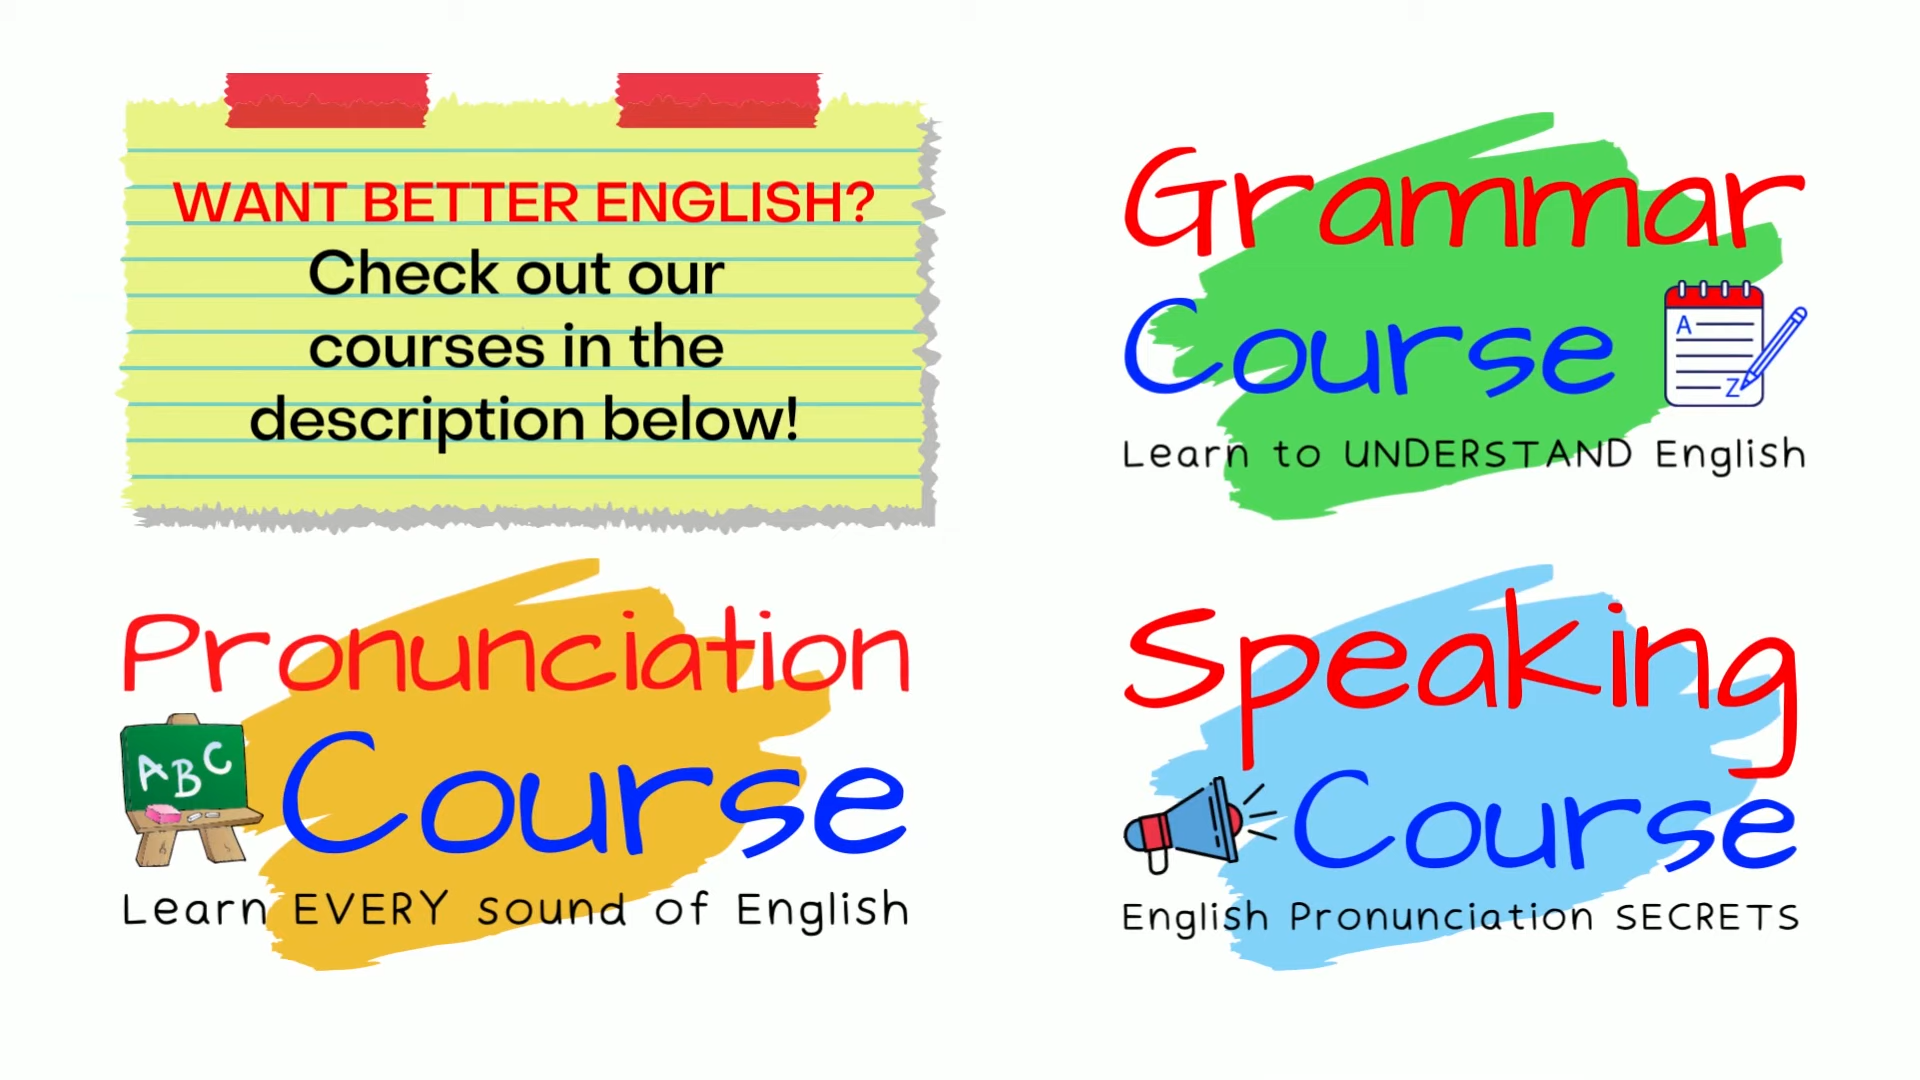 WANT BETTER ENGLISH?
Check out our
courses in the
description below!
Grammar
Course
A
Z
Learn to UNDERSTAND English
Pronunciation
ABC
Course
Learn EVERY sound of English
Speaking
Course
English Pronunciation SECRETS